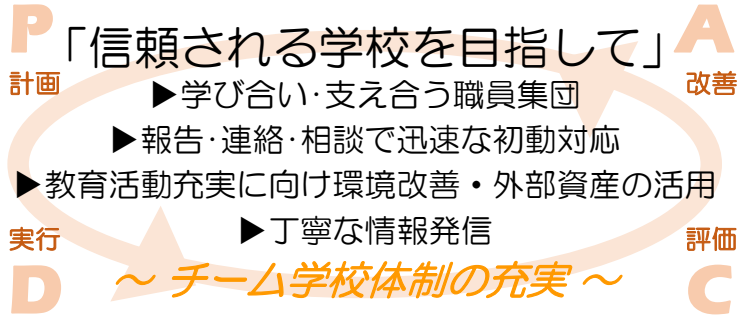 P 「信頼される学校を目指して」 A
計画 ▶学び合い・支え合う職員集団 改善
▶報告・連絡・相談で迅速な初動対応
▶教育活動充実に向け環境改善・外部資産の活用
実行 ▶丁寧な情報発信 評価
D ～ チーム学校体制の充実 ～ C